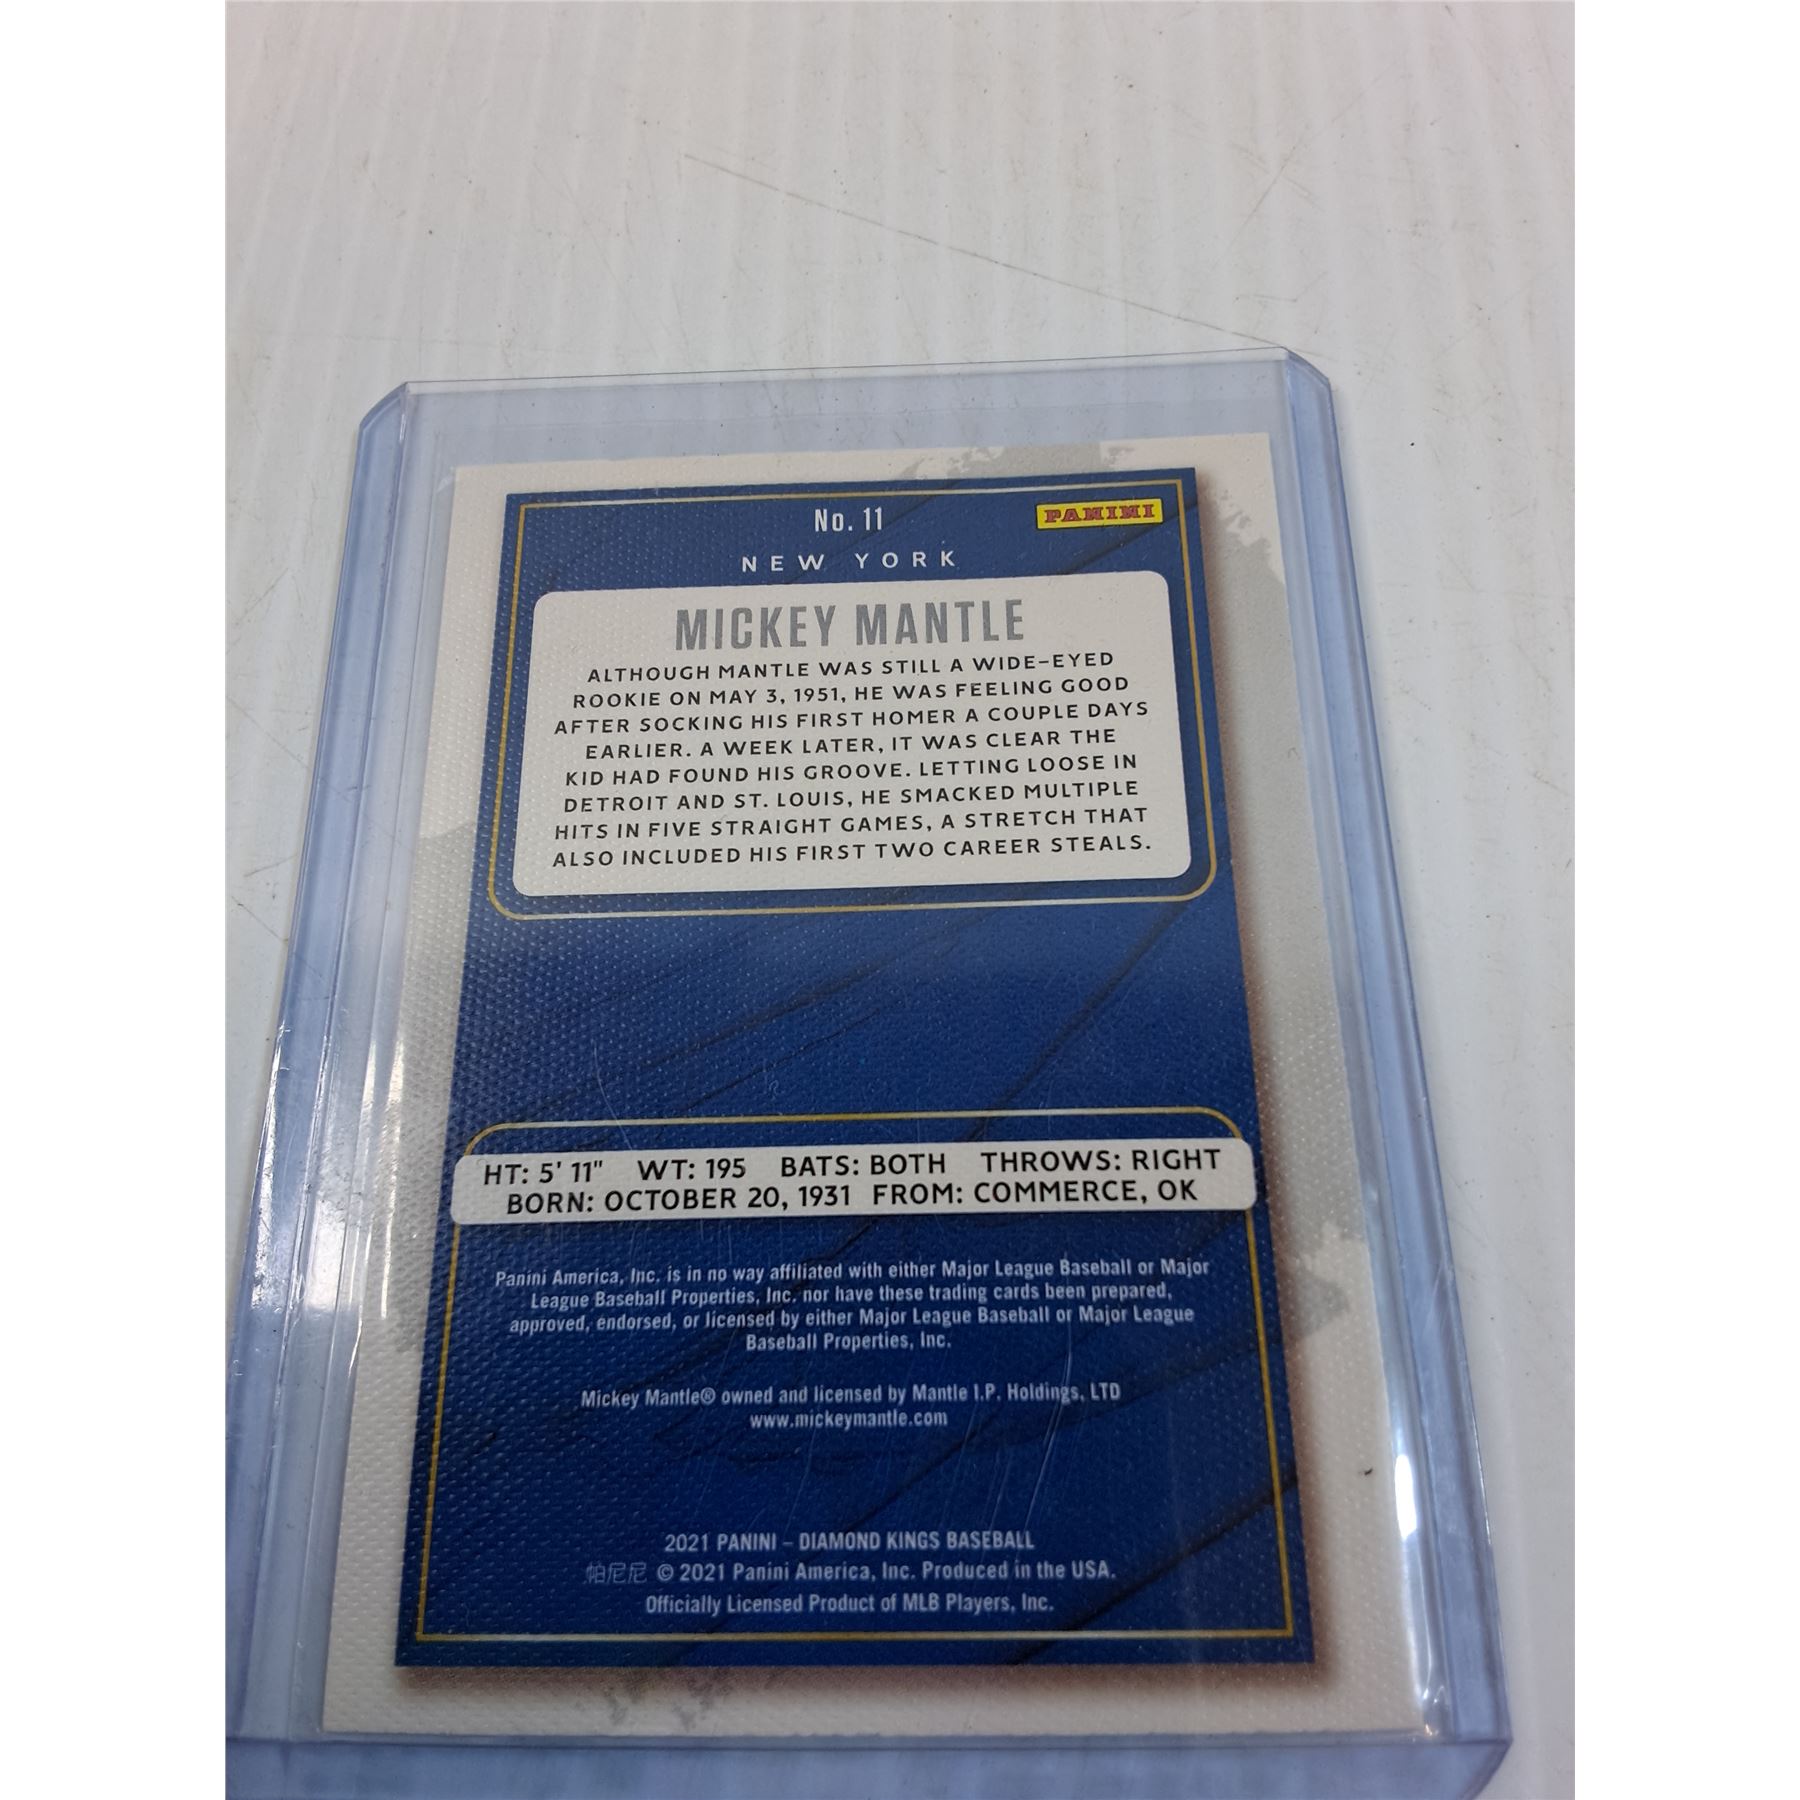 No. 11
PANINI
NEW YORK
MICKEY MANTLE
ALTHOUGH MANTLE WAS STILL A WIDE-EYED
ROOKIE ON MAY 3, 1951, HE WAS FEELING GOOD
AFTER SOCKING HIS FIRST HOMER A COUPLE DAYS
EARLIER. A WEEK LATER, IT WAS CLEAR THE
KID HAD FOUND HIS GROOVE. LETTING LOOSE IN
DETROIT AND ST. LOUIS, HE SMACKED MULTIPLE
HITS IN FIVE STRAIGHT GAMES, A STRETCH THAT
ALSO INCLUDED HIS FIRST TWO CAREER STEALS.
HT: 5' 11" WT: 195 BATS: BOTH THROWS: RIGHT
BORN: OCTOBER 20, 1931 FROM: COMMERCE, OK
Panini America, Inc. is in no way affiliated with either Major League Baseball or Major
League Baseball Properties, Inc. nor have these trading cards been prepared,
approved, endorsed, or licensed by either Major League Baseball or Major League
Baseball Properties, Inc.
Mickey Mantle® owned and licensed by Mantle I.P. Holdings, LTD
www.mickeymantle.com
2021 PANINI – DIAMOND KINGS BASEBALL
帕尼尼 © 2021 Panini America, Inc. Produced in the USA.
Officially Licensed Product of MLB Players, Inc.